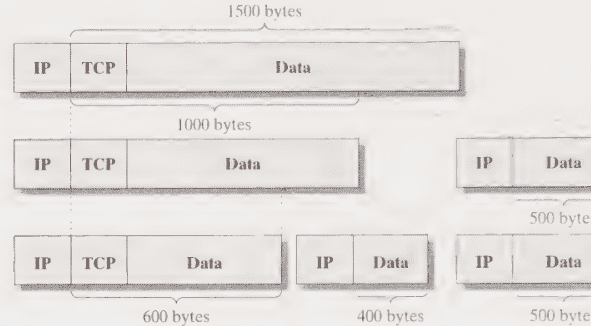 1500 bytes
IP TCP Data
1000 bytes
IP TCP Data IP Data
500 byte
IP TCP Data IP Data IP Data
600 bytes 400 bytes 500 byte